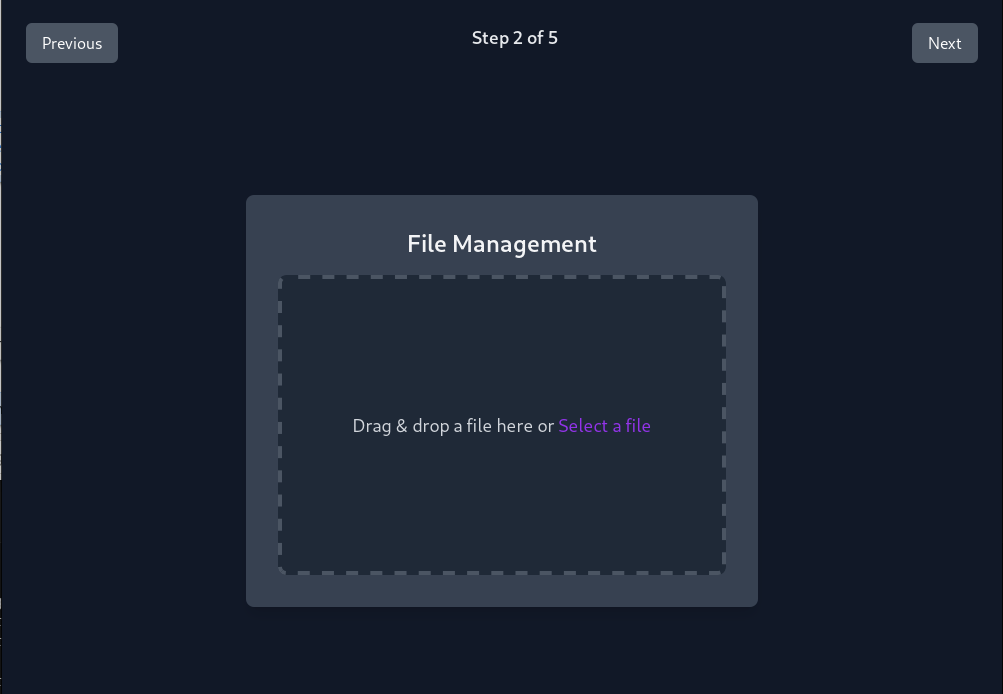 Previous
Step 2 of 5
Next
File Management
Drag & drop a file here or Select a file